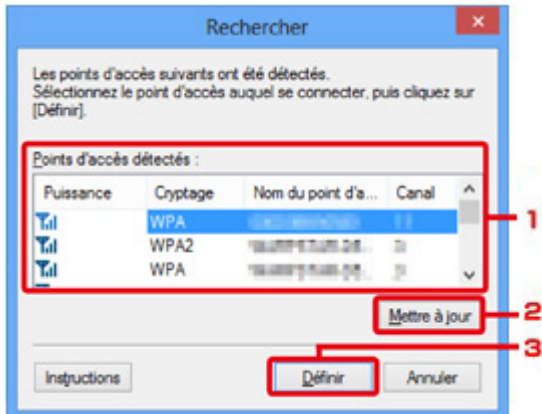 Rechercher
Les points d'accès suivants ont été détectés.
Sélectionnez le point d'accès auquel se connecter, puis cliquez sur
[Définir].
Points d'accès détectés :
Puissance Cryptage Nom du point d'a... Canal
WPA
WPA2
WPA
1
Mettre à jour 2
3
Instructions Définir Annuler